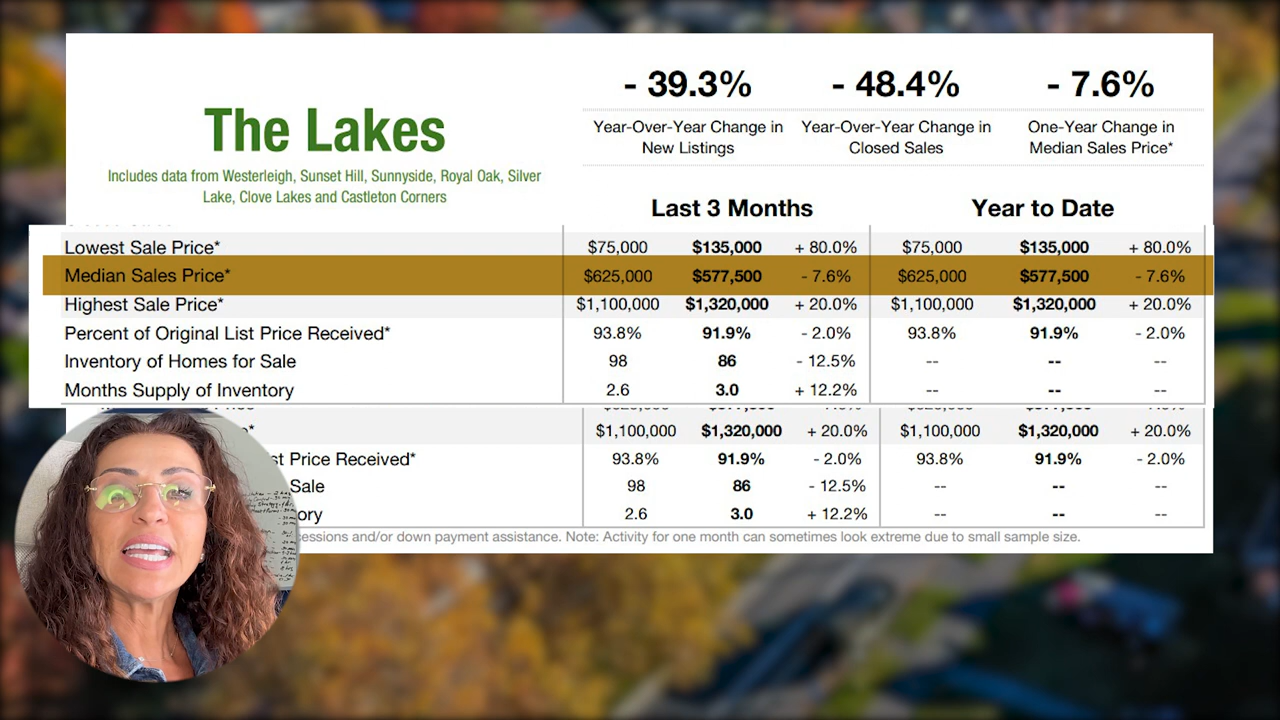 - 39.3%
- 48.4%
- 7.6%
The Lakes
Year-Over-Year Change in
New Listings
Year-Over-Year Change in
Closed Sales
One-Year Change in
Median Sales Price*
Includes data from Westerleigh, Sunset Hill, Sunnyside, Royal Oak, Silver
Lake, Clove Lakes and Castleton Corners
Last 3 Months
Year to Date
Lowest Sale Price* $75,000 $135,000 + 80.0% $75,000 $135,000 + 80.0%
Median Sales Price* $625,000 $577,500 - 7.6% $625,000 $577,500 - 7.6%
Highest Sale Price* $1,100,000 $1,320,000 + 20.0% $1,100,000 $1,320,000 + 20.0%
Percent of Original List Price Received* 93.8% 91.9% - 2.0% 93.8% 91.9% - 2.0%
Inventory of Homes for Sale 98 86 - 12.5% -- -- --
Months Supply of Inventory 2.6 3.0 + 12.2% -- -- --
$1,100,000 $1,320,000 + 20.0% $1,100,000 $1,320,000 + 20.0%
Price Received* 93.8% 91.9% - 2.0% 93.8% 91.9% - 2.0%
Sale 98 86 - 12.5% -- -- --
2.6 3.0 + 12.2% -- -- --
and/or down payment assistance. Note: Activity for one month can sometimes look extreme due to small sample size.